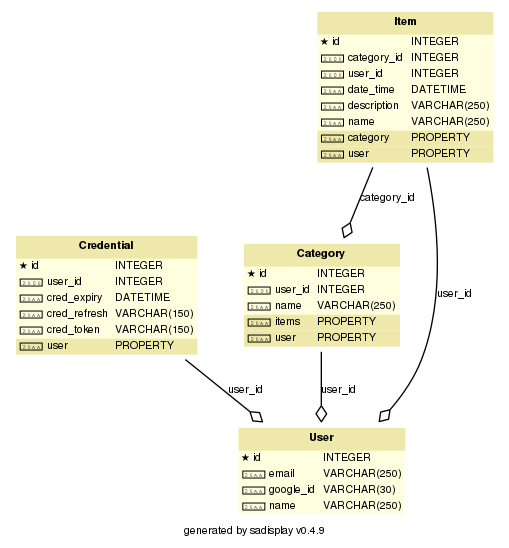 Item
★ id INTEGER
category_id INTEGER
user_id INTEGER
date_time DATETIME
description VARCHAR(250)
name VARCHAR(250)
category PROPERTY
user PROPERTY
category_id
Credential
★ id INTEGER
user_id INTEGER
cred_expiry DATETIME
cred_refresh VARCHAR(150)
cred_token VARCHAR(150)
user PROPERTY
Category
★ id INTEGER
user_id INTEGER
name VARCHAR(250)
items PROPERTY
user PROPERTY
user_id
user_id
user_id
User
★ id INTEGER
email VARCHAR(250)
google_id VARCHAR(30)
name VARCHAR(250)
generated by sadisplay v0.4.9